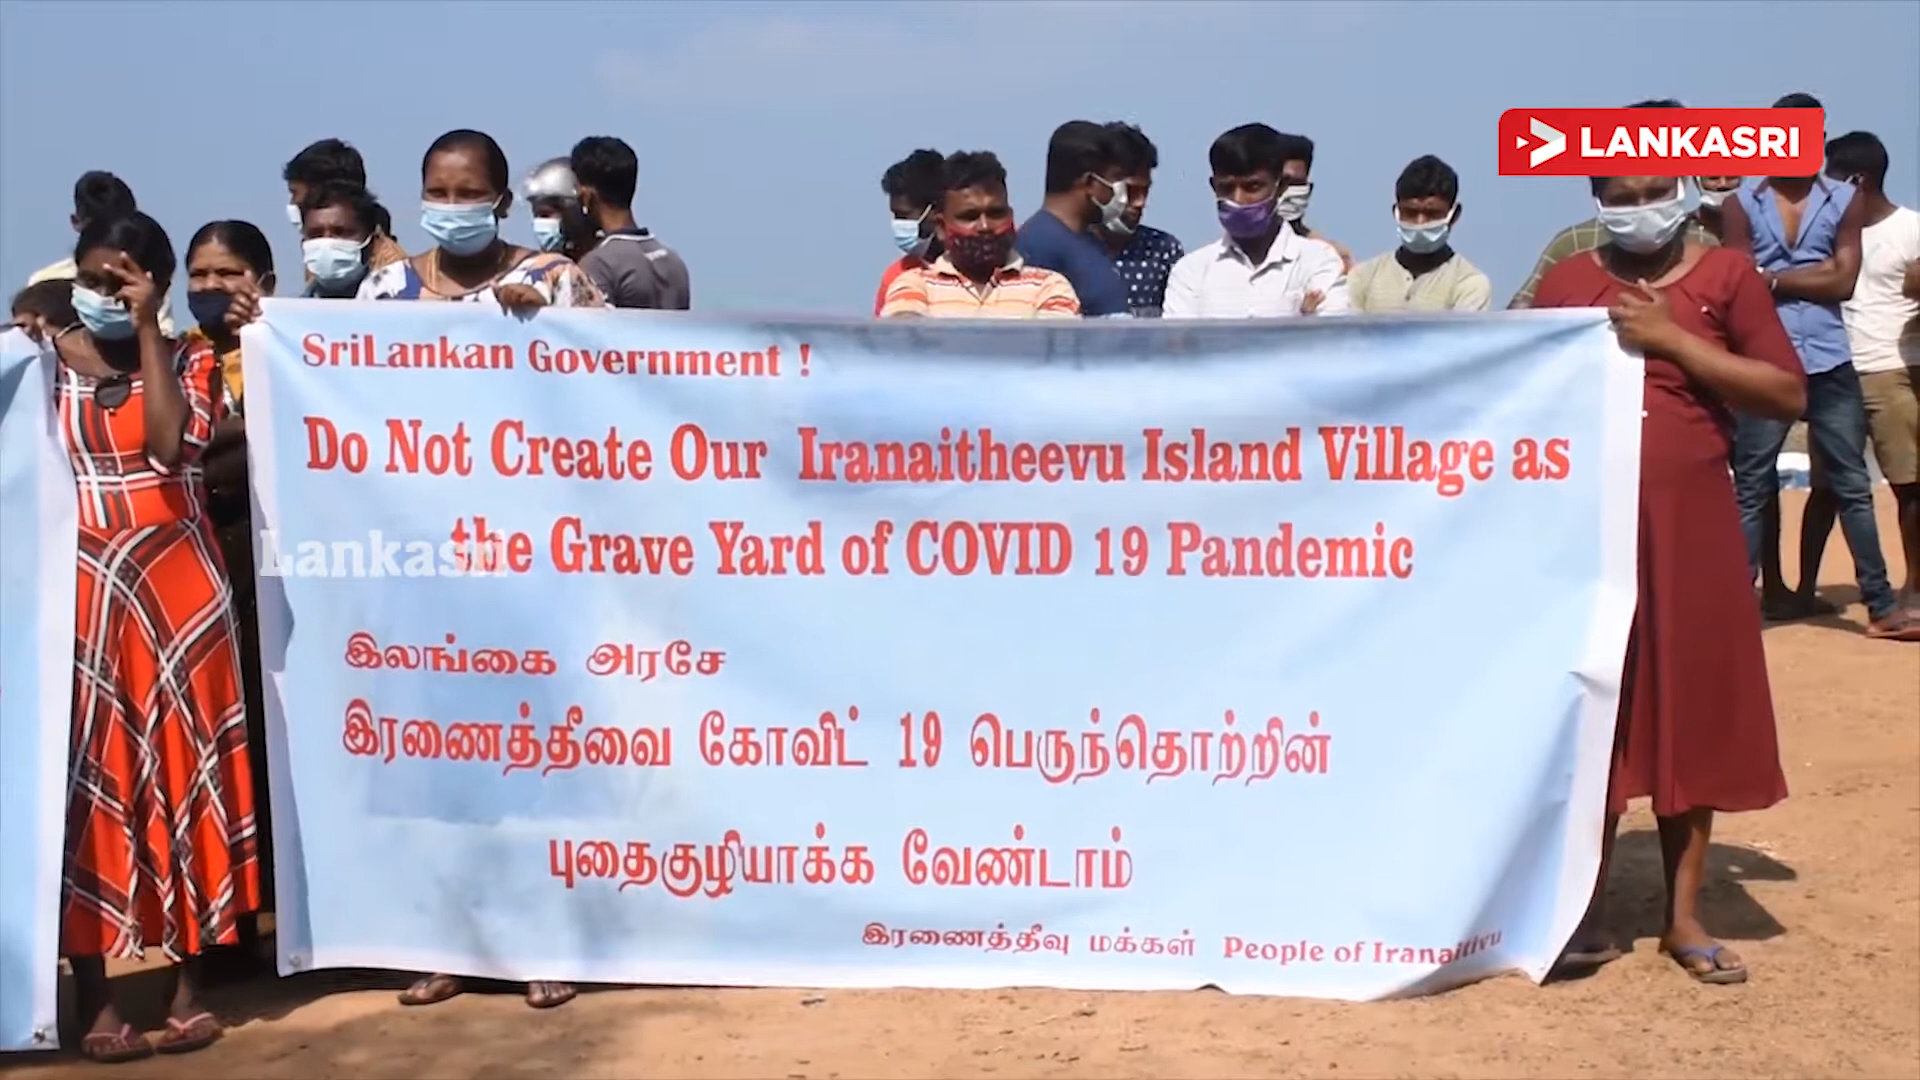 LANKASRI
SriLankan Government !
Do Not Create Our Iranaitheevu Island Village as
the Grave Yard of COVID 19 Pandemic
Lankasri
இலங்கை அரசே
இரணைத்தீவை கோவிட் 19 பெருந்தொற்றின்
புதைகுழியாக்க வேண்டாம்
இரணைத்தீவு மக்கள் People of Iranaitivu